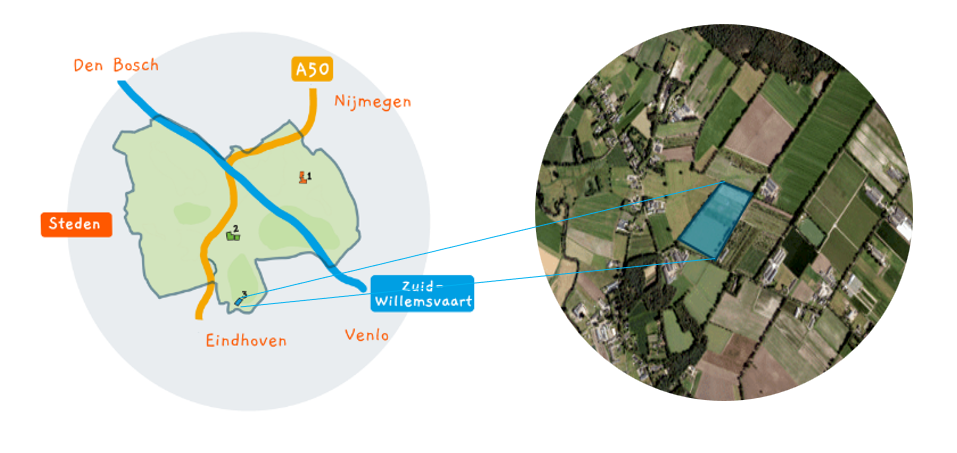 Den Bosch
A50
Nijmegen
1
Steden
2
3
Zuid-
Willemsvaart
Eindhoven
Venlo